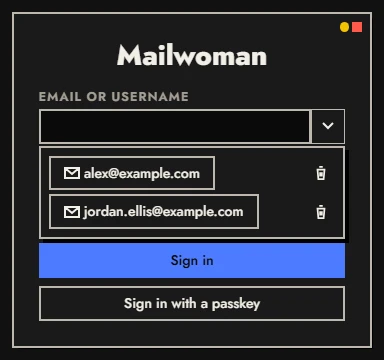 Mailwoman
EMAIL OR USERNAME
alex@example.com
jordan.ellis@example.com
Sign in
Sign in with a passkey